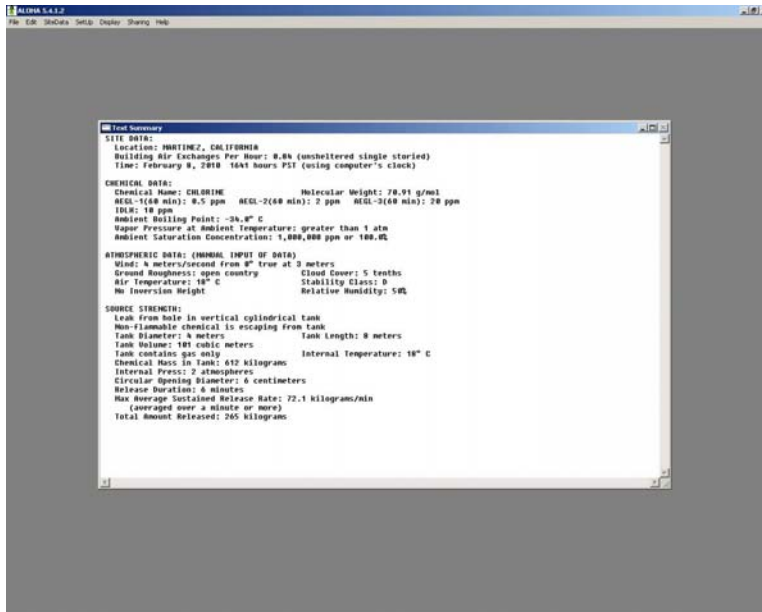 ALOHA 5.4.1.2
File Edit SiteData SetUp Display Sharing Help
Text Summary
SITE DATA:
Location: MARTINEZ, CALIFORNIA
Building Air Exchanges Per Hour: 0.84 (unsheltered single storied)
Time: February 8, 2010 1641 hours PST (using computer's clock)
CHEMICAL DATA:
Chemical Name: CHLORINE Molecular Weight: 70.91 g/mol
AEGL-1(60 min): 0.5 ppm AEGL-2(60 min): 2 ppm AEGL-3(60 min): 20 ppm
IDLH: 10 ppm
Ambient Boiling Point: -34.0° C
Vapor Pressure at Ambient Temperature: greater than 1 atm
Ambient Saturation Concentration: 1,000,000 ppm or 100.0%
ATMOSPHERIC DATA: (MANUAL INPUT OF DATA)
Wind: 4 meters/second from 0° true at 3 meters
Ground Roughness: open country Cloud Cover: 5 tenths
Air Temperature: 18° C Stability Class: D
No Inversion Height Relative Humidity: 50%
SOURCE STRENGTH:
Leak from hole in vertical cylindrical tank
Non-flammable chemical is escaping from tank
Tank Diameter: 4 meters Tank Length: 8 meters
Tank Volume: 101 cubic meters
Tank contains gas only Internal Temperature: 18° C
Chemical Mass in Tank: 612 kilograms
Internal Press: 2 atmospheres
Circular Opening Diameter: 6 centimeters
Release Duration: 6 minutes
Max Average Sustained Release Rate: 72.1 kilograms/min
(averaged over a minute or more)
Total Amount Released: 265 kilograms